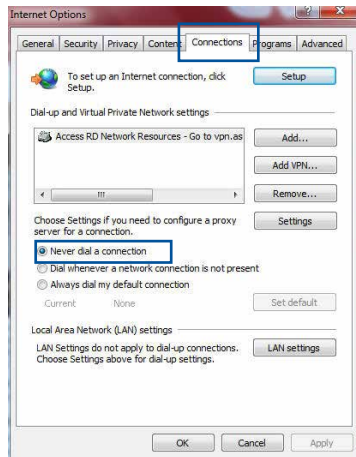 Internet Options
General Security Privacy Content Connections Programs Advanced
To set up an Internet connection, click
Setup.
Setup
Dial-up and Virtual Private Network settings
Access RD Network Resources - Go to vpn.as
Add...
Add VPN...
Remove...
Choose Settings if you need to configure a proxy
server for a connection.
Settings
Never dial a connection
Dial whenever a network connection is not present
Always dial my default connection
Current None
Set default
Local Area Network (LAN) settings
LAN Settings do not apply to dial-up connections.
Choose Settings above for dial-up settings.
LAN settings
OK Cancel Apply